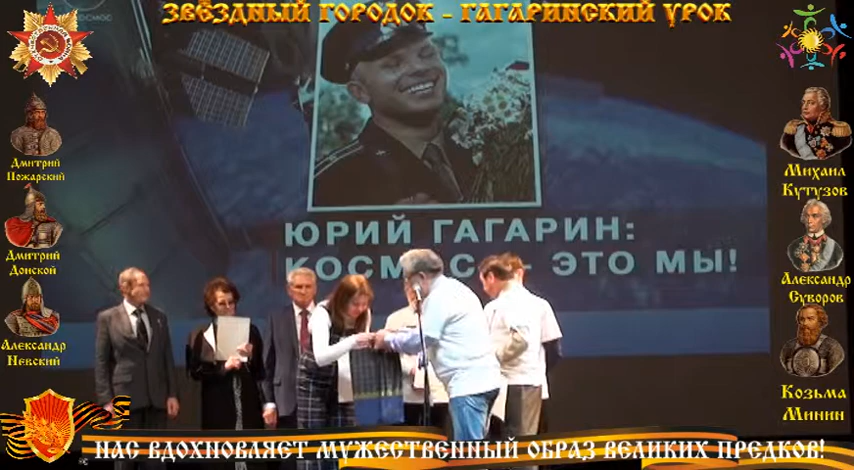 ЗВЁЗДНЫЙ ГОРОДОК - ГАГАРИНСКИЙ УРОК
Дмитрий
Пожарский
Дмитрий
Донской
Александр
Невский
Михаил
Кутузов
Александр
Суворов
Козьма
Минин
ЮРИЙ ГАГАРИН:
КОСМОС - ЭТО МЫ!
НАС ВДОХНОВЛЯЕТ МУЖЕСТВЕННЫЙ ОБРАЗ ВЕЛИКИХ ПРЕДКОВ!